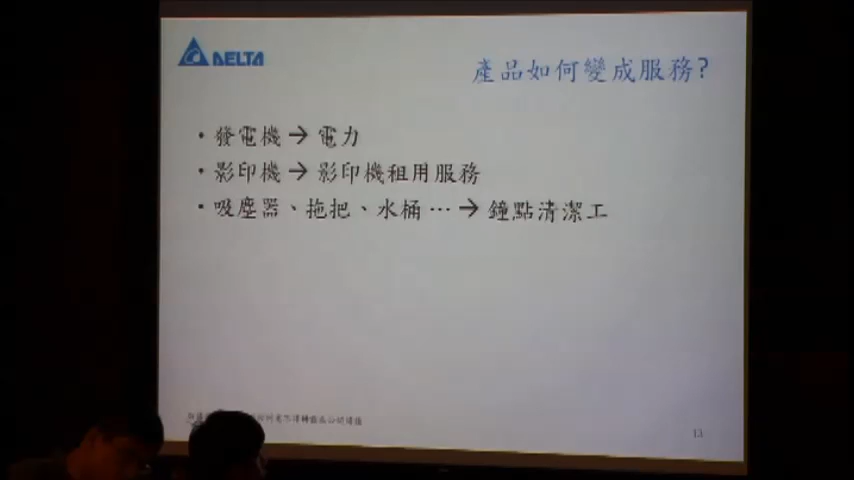 DELTA
產品如何變成服務?
• 發電機 → 電力
• 影印機 → 影印機租用服務
• 吸塵器、拖把、水桶 … → 鐘點清潔工
13